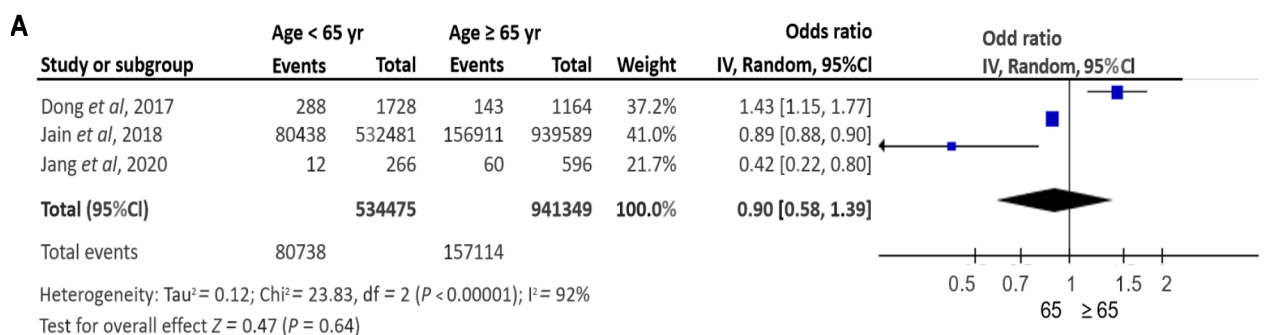 A
Age < 65 yr Age ≥ 65 yr Odds ratio Odd ratio
Study or subgroup Events Total Events Total Weight IV, Random, 95%CI IV, Random, 95%CI
Dong et al, 2017 288 1728 143 1164 37.2% 1.43 [1.15, 1.77]
Jain et al, 2018 80438 532481 156911 939589 41.0% 0.89 [0.88, 0.90]
Jang et al, 2020 12 266 60 596 21.7% 0.42 [0.22, 0.80]
Total (95%CI) 534475 941349 100.0% 0.90 [0.58, 1.39]
Total events 80738 157114
Heterogeneity: Tau² = 0.12; Chi² = 23.83, df = 2 (P < 0.00001); I² = 92%
0.5 0.7 1 1.5 2
65 ≥ 65
Test for overall effect Z = 0.47 (P = 0.64)